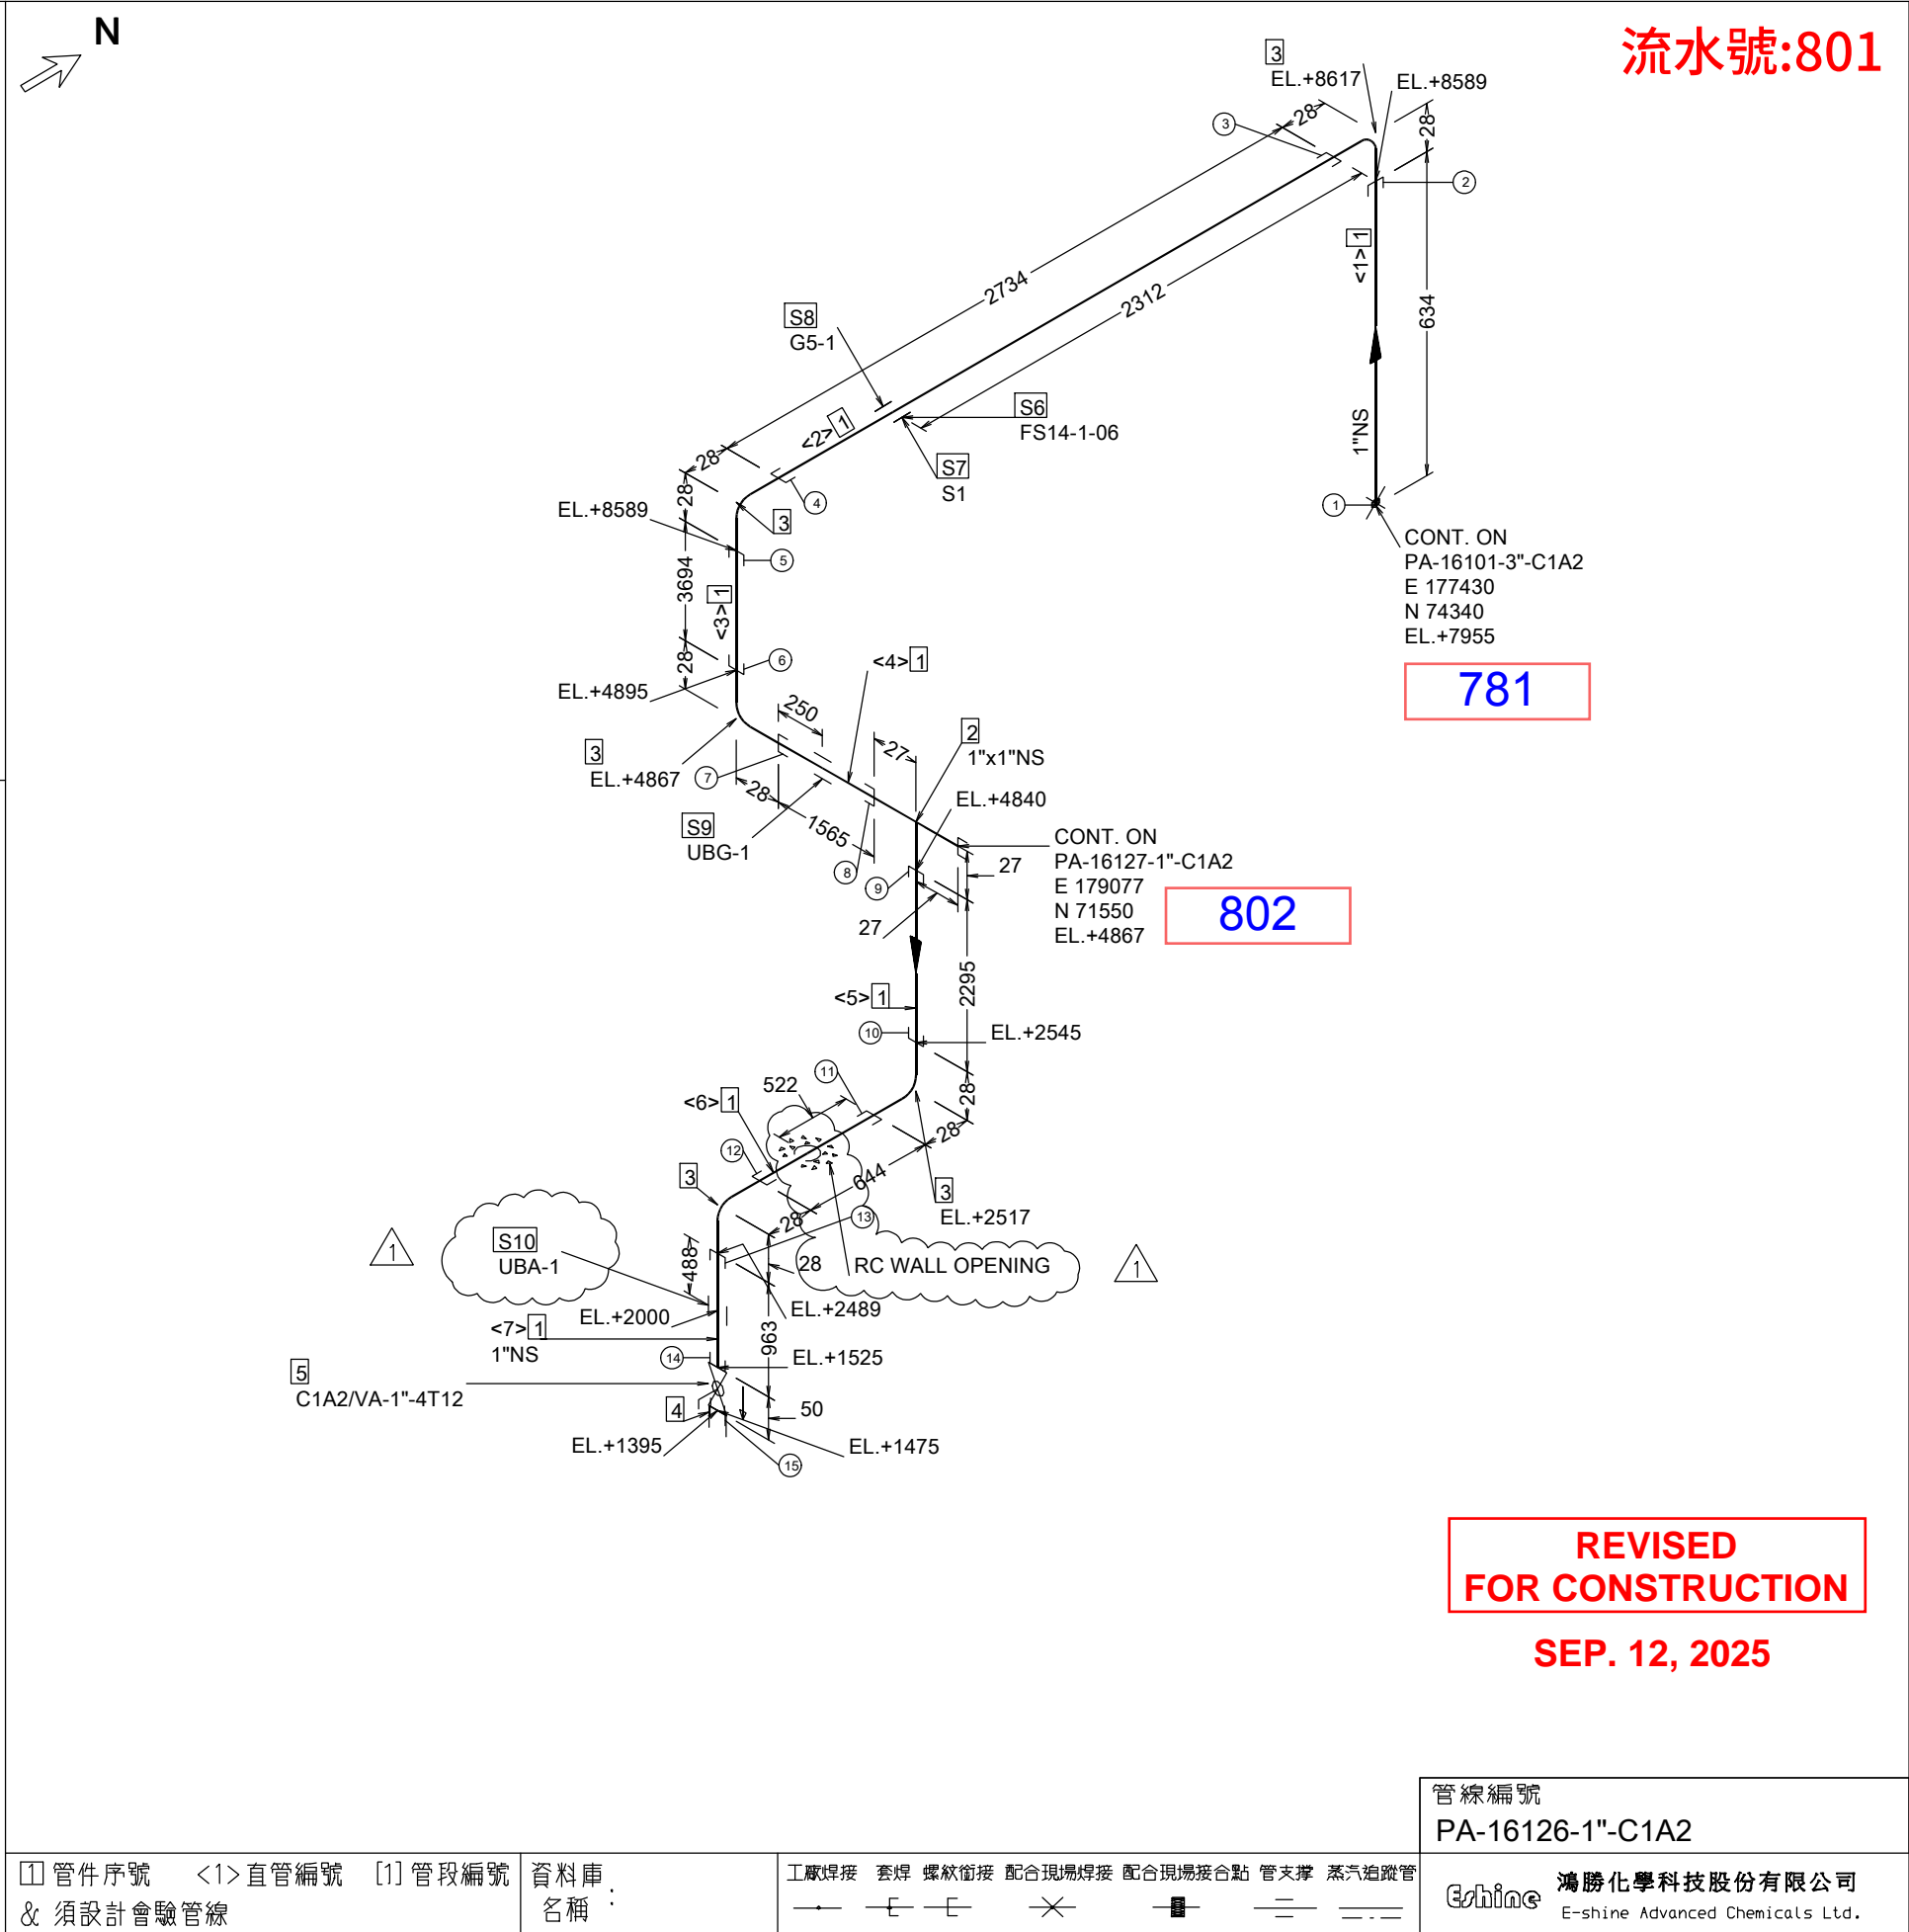 N
流水號:801
3
EL.+8617
EL.+8589
28
28
3
2
2734
2312
<1>1
634
1"NS
S8
G5-1
S6
FS14-1-06
S7
S1
<2>1
28
28
4
3
EL.+8589
5
3694
<3>1
28
6
EL.+4895
1
CONT. ON
PA-16101-3"-C1A2
E 177430
N 74340
EL.+7955
781
<4>1
250
27
2
1"x1"NS
3
EL.+4867
7
28
1565
EL.+4840
S9
UBG-1
8
9
CONT. ON
PA-16127-1"-C1A2
E 179077
N 71550
EL.+4867
27
27
802
2295
<5>1
10
EL.+2545
11
522
28
<6>1
28
12
644
3
3
EL.+2517
28
13
1
S10
UBA-1
488
28
RC WALL OPENING
1
EL.+2489
EL.+2000
<7>1
1"NS
963
14
EL.+1525
5
C1A2/VA-1"-4T12
4
50
EL.+1395
EL.+1475
15
REVISED
FOR CONSTRUCTION
SEP. 12, 2025
管線編號
PA-16126-1"-C1A2
1 管件序號 <1>直管編號 [1] 管段編號
& 須設計會驗管線
資料庫
名稱 :
工廠焊接 套焊 螺紋銜接 配合現場焊接 配合現場接合點 管支撐 蒸汽追蹤管
Eshine 鴻勝化學科技股份有限公司
E-shine Advanced Chemicals Ltd.